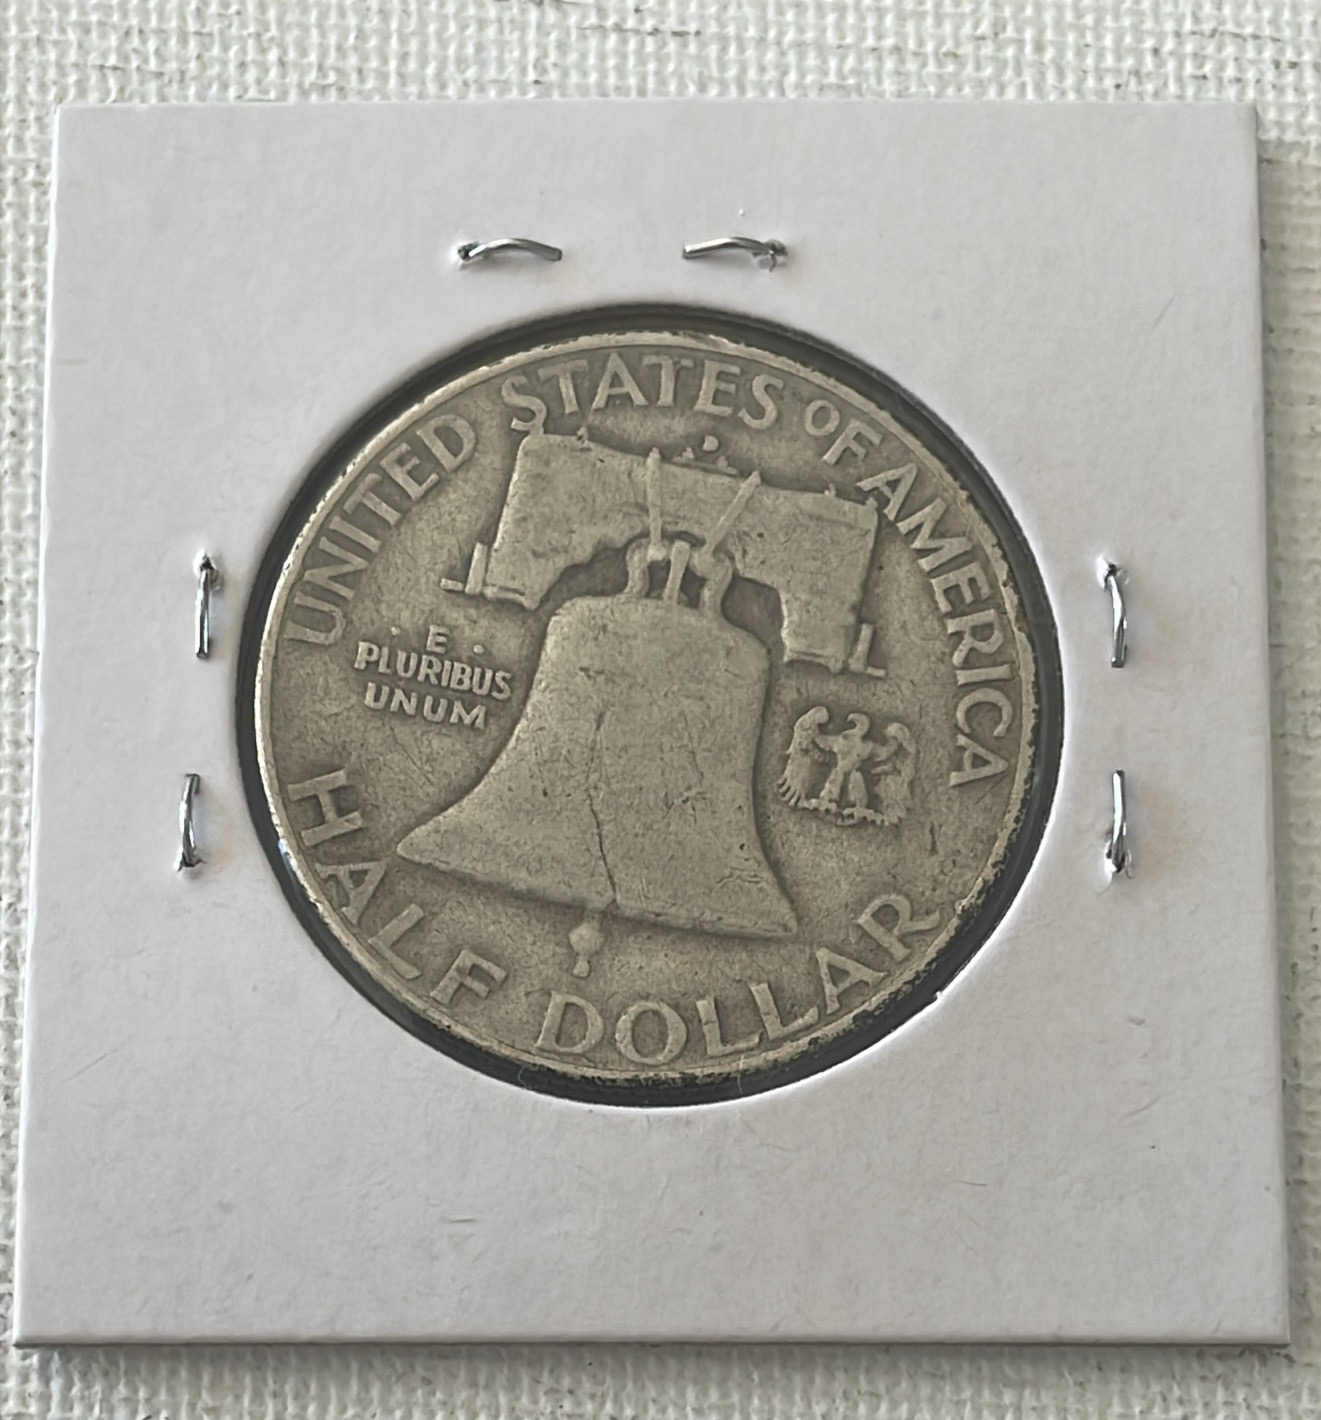 UNITED STATES OF AMERICA
E
PLURIBUS
UNUM
HALF DOLLAR